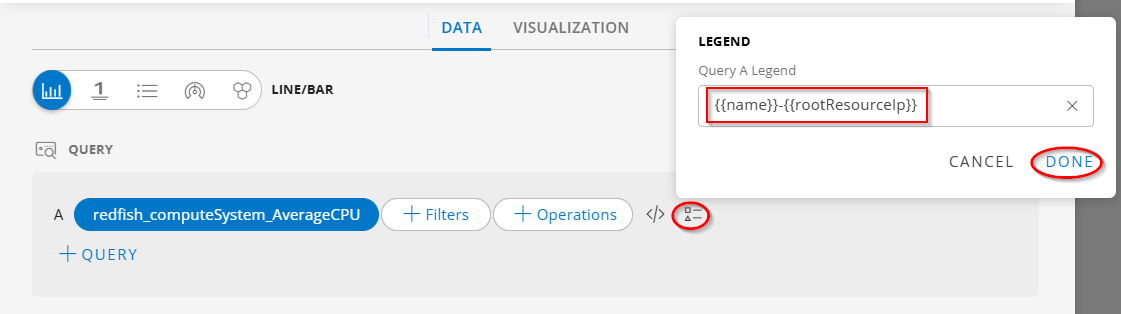 DATA VISUALIZATION
LEGEND
Query A Legend
{{name}}-{{rootResourceIp}}
CANCEL DONE
1 LINE/BAR
QUERY
A redfish_computeSystem_AverageCPU + Filters + Operations </>
+ QUERY